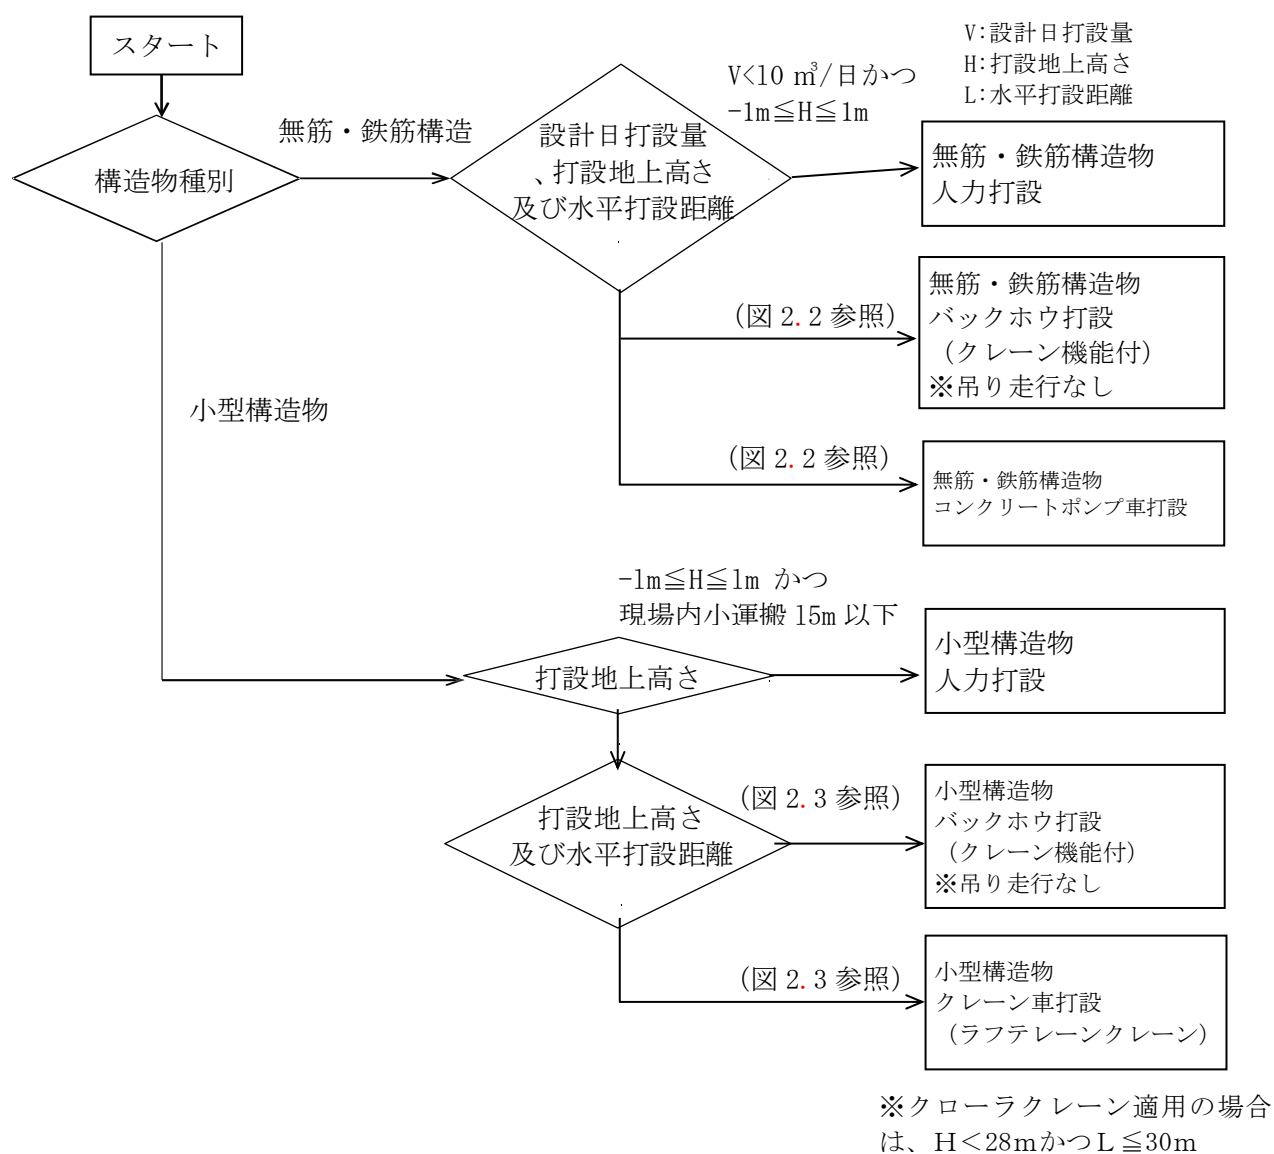 スタート
V:設計日打設量
H:打設地上高さ
L:水平打設距離
V<10 ㎥/日かつ
-1m≦H≦1m
無筋・鉄筋構造
構造物種別
設計日打設量
、打設地上高さ
及び水平打設距離
無筋・鉄筋構造物
人力打設
(図 2.2 参照)
無筋・鉄筋構造物
バックホウ打設
(クレーン機能付)
※吊り走行なし
小型構造物
(図 2.2 参照)
無筋・鉄筋構造物
コンクリートポンプ車打設
-1m≦H≦1m かつ
現場内小運搬 15m 以下
打設地上高さ
小型構造物
人力打設
打設地上高さ
及び水平打設距離
(図 2.3 参照)
小型構造物
バックホウ打設
(クレーン機能付)
※吊り走行なし
(図 2.3 参照)
小型構造物
クレーン車打設
(ラフテレーンクレーン)
※クローラクレーン適用の場合
は、H＜28mかつL≦30m